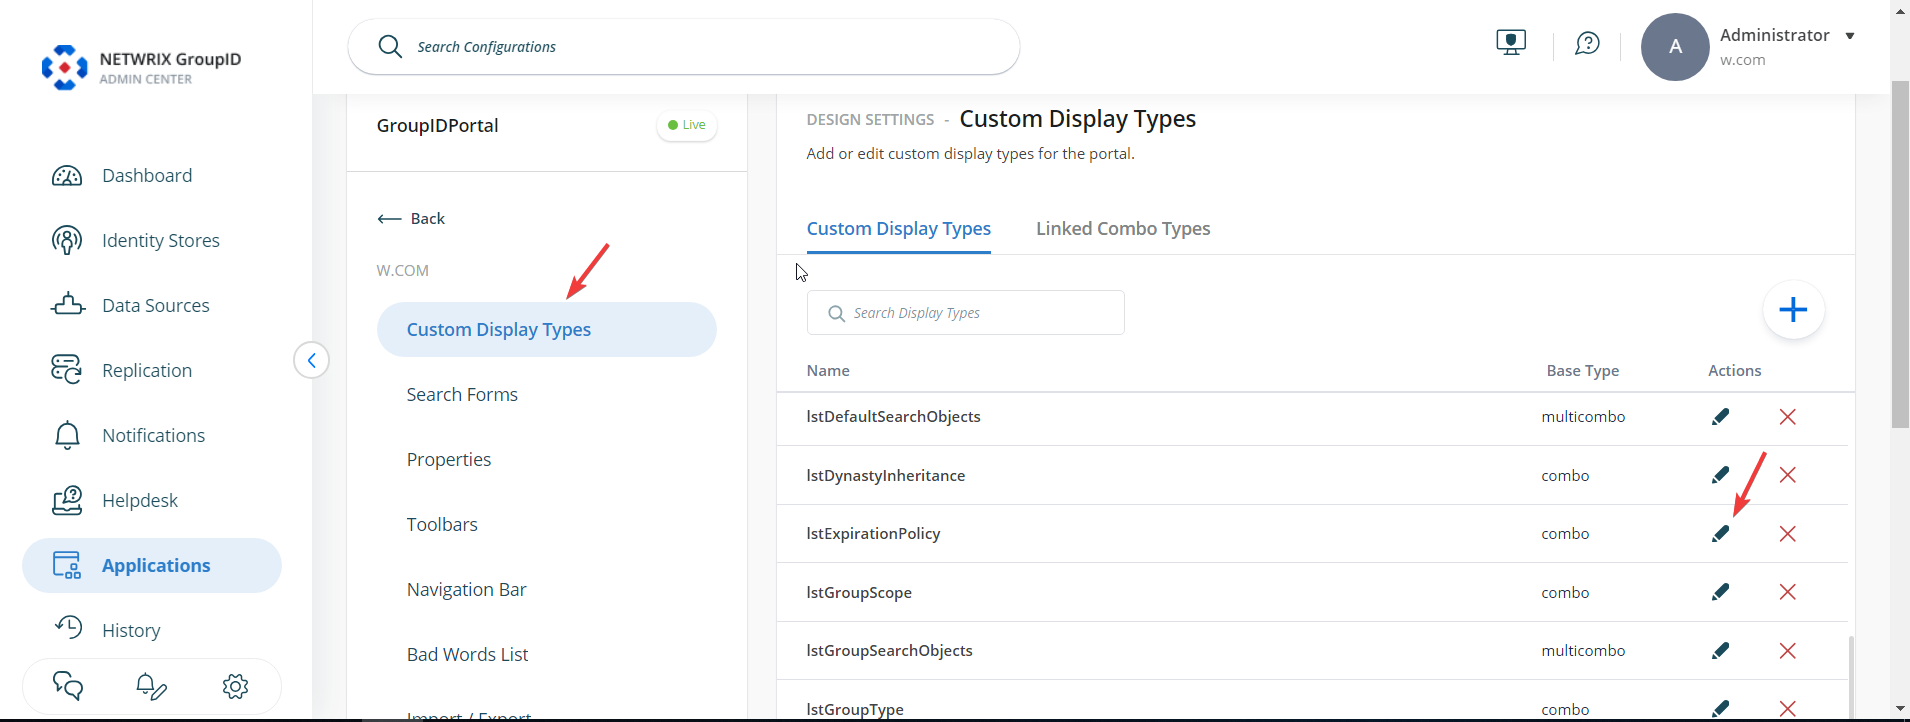 NETWRIX GroupID
ADMIN CENTER
Search Configurations
A
Administrator
w.com
Dashboard
Identity Stores
Data Sources
Replication
Notifications
Helpdesk
Applications
History
GroupIDPortal
Live
Back
W.COM
Custom Display Types
Search Forms
Properties
Toolbars
Navigation Bar
Bad Words List
Import / Export
DESIGN SETTINGS - Custom Display Types
Add or edit custom display types for the portal.
Custom Display Types Linked Combo Types
Search Display Types
Name Base Type Actions
lstDefaultSearchObjects multicombo
lstDynastyInheritance combo
lstExpirationPolicy combo
lstGroupScope combo
lstGroupSearchObjects multicombo
lstGroupType combo